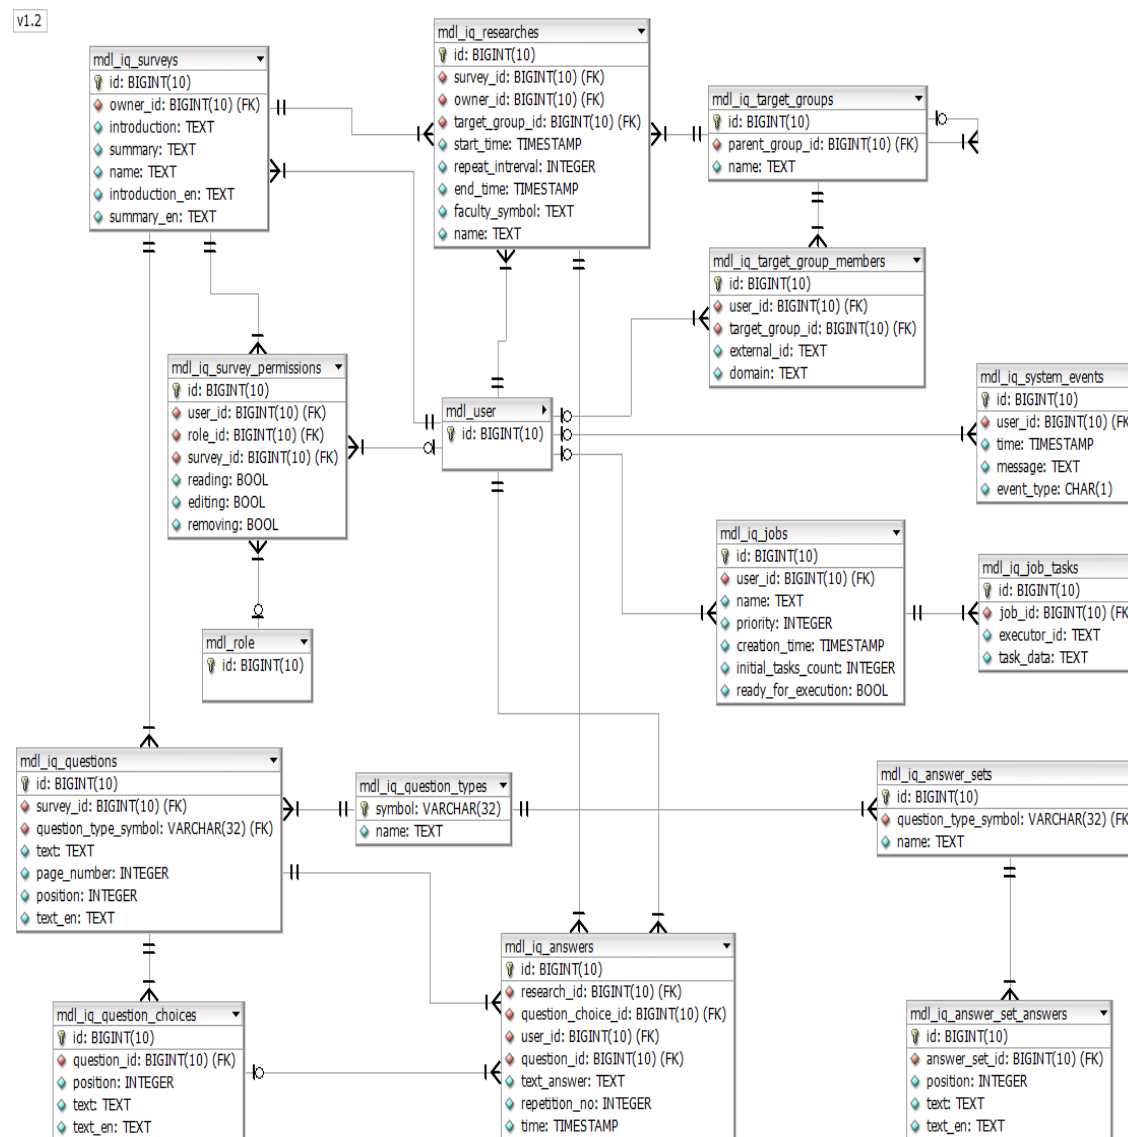 v1.2
mdl_iq_surveys
id: BIGINT(10)
owner_id: BIGINT(10) (FK)
introduction: TEXT
summary: TEXT
name: TEXT
introduction_en: TEXT
summary_en: TEXT
mdl_iq_researches
id: BIGINT(10)
survey_id: BIGINT(10) (FK)
owner_id: BIGINT(10) (FK)
target_group_id: BIGINT(10) (FK)
start_time: TIMESTAMP
repeat_intrerval: INTEGER
end_time: TIMESTAMP
faculty_symbol: TEXT
name: TEXT
mdl_iq_target_groups
id: BIGINT(10)
parent_group_id: BIGINT(10) (FK)
name: TEXT
mdl_iq_target_group_members
id: BIGINT(10)
user_id: BIGINT(10) (FK)
target_group_id: BIGINT(10) (FK)
external_id: TEXT
domain: TEXT
mdl_iq_survey_permissions
id: BIGINT(10)
user_id: BIGINT(10) (FK)
role_id: BIGINT(10) (FK)
survey_id: BIGINT(10) (FK)
reading: BOOL
editing: BOOL
removing: BOOL
mdl_user
id: BIGINT(10)
mdl_iq_system_events
id: BIGINT(10)
user_id: BIGINT(10) (FK
time: TIMESTAMP
message: TEXT
event_type: CHAR(1)
mdl_iq_jobs
id: BIGINT(10)
user_id: BIGINT(10) (FK)
name: TEXT
priority: INTEGER
creation_time: TIMESTAMP
initial_tasks_count: INTEGER
ready_for_execution: BOOL
mdl_iq_job_tasks
id: BIGINT(10)
job_id: BIGINT(10) (FK
executor_id: TEXT
task_data: TEXT
mdl_role
id: BIGINT(10)
mdl_iq_questions
id: BIGINT(10)
survey_id: BIGINT(10) (FK)
question_type_symbol: VARCHAR(32) (FK)
text: TEXT
page_number: INTEGER
position: INTEGER
text_en: TEXT
mdl_iq_question_types
symbol: VARCHAR(32)
name: TEXT
mdl_iq_answer_sets
id: BIGINT(10)
question_type_symbol: VARCHAR(32) (FK
name: TEXT
mdl_iq_question_choices
id: BIGINT(10)
question_id: BIGINT(10) (FK)
position: INTEGER
text: TEXT
text_en: TEXT
mdl_iq_answers
id: BIGINT(10)
research_id: BIGINT(10) (FK)
question_choice_id: BIGINT(10) (FK)
user_id: BIGINT(10) (FK)
question_id: BIGINT(10) (FK)
text_answer: TEXT
repetition_no: INTEGER
time: TIMESTAMP
mdl_iq_answer_set_answers
id: BIGINT(10)
answer_set_id: BIGINT(10) (FK)
position: INTEGER
text: TEXT
text_en: TEXT